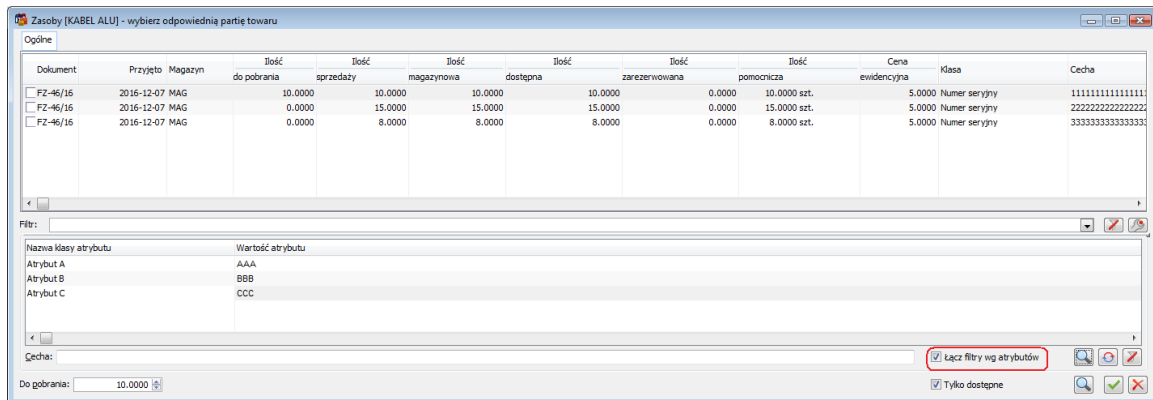 Zasoby [KABEL ALU] - wybierz odpowiednią partię towaru
Ogólne
Dokument Przyjęto Magazyn Ilość do pobrania Ilość sprzedaży Ilość magazynowa Ilość dostępna Ilość zarezerwowana Ilość pomocnicza Cena ewidencyjna Klasa Cecha
FZ-46/16 2016-12-07 MAG 10.0000 10.0000 10.0000 10.0000 0.0000 10.0000 szt. 5.0000 Numer seryjny
FZ-46/16 2016-12-07 MAG 0.0000 15.0000 15.0000 15.0000 0.0000 15.0000 szt. 5.0000 Numer seryjny
FZ-46/16 2016-12-07 MAG 0.0000 8.0000 8.0000 8.0000 0.0000 8.0000 szt. 5.0000 Numer seryjny
Filtr:
Nazwa klasy atrybutu Wartość atrybutu
Atrybut A AAA
Atrybut B BBB
Atrybut C CCC
Cecha: Łącz filtry wg atrybutów
Do pobrania: 10.0000 Tylko dostępne